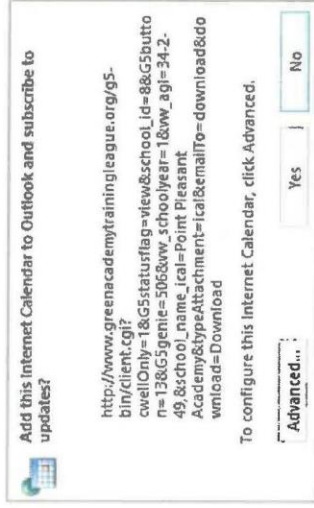 Add this Internet Calendar to Outlook and subscribe to
updates?
http://www.greenacademytrainingleague.org/g5-
bin/client.cgi?
cwellOnly=1&G5statusflag=view&school_id=8&G5butto
n=13&G5genie=506&vw_schoolyear=1&vw_agl=34-2-
49,&school_name_ical=Point Pleasant
Academy&typeAttachment=ical&emailTo=download&do
wnload=Download
To configure this Internet Calendar, click Advanced.
Advanced...
Yes
No